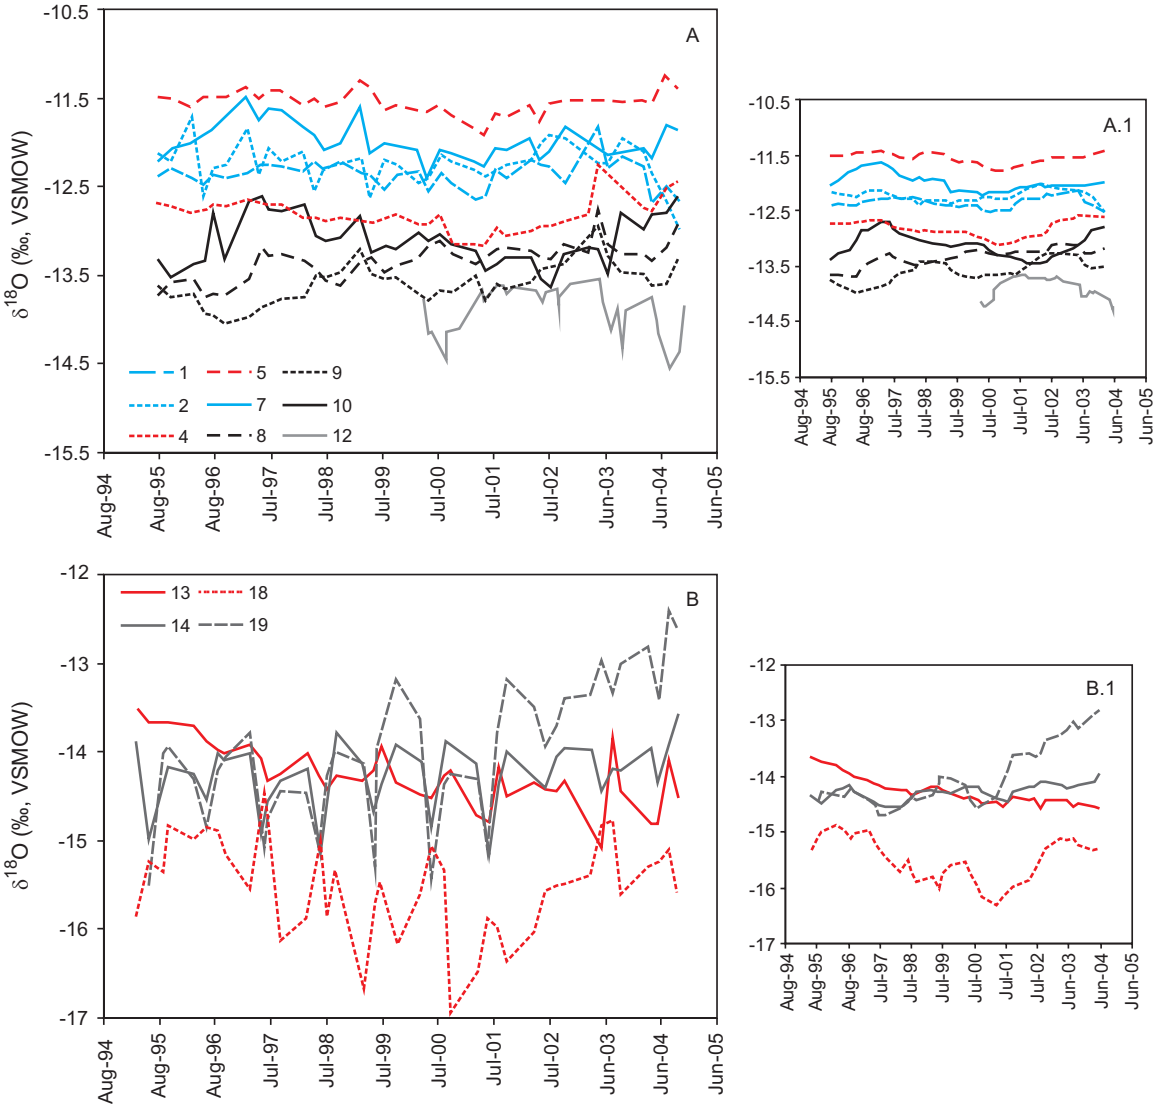 -10.5
-11.5
-12.5
-13.5
-14.5
-15.5
δ18O (‰, VSMOW)
A
1 5 9
2 7 10
4 8 12
Aug-94 Aug-95 Aug-96 Jul-97 Jul-98 Jul-99 Jul-00 Jul-01 Jul-02 Jun-03 Jun-04 Jun-05
-10.5
-11.5
-12.5
-13.5
-14.5
-15.5
A.1
Aug-94 Aug-95 Aug-96 Jul-97 Jul-98 Jul-99 Jul-00 Jul-01 Jul-02 Jun-03 Jun-04 Jun-05
-12
-13
-14
-15
-16
-17
δ18O (‰, VSMOW)
13 18
14 19
B
Aug-94 Aug-95 Aug-96 Jul-97 Jul-98 Jul-99 Jul-00 Jul-01 Jul-02 Jun-03 Jun-04 Jun-05
-12
-13
-14
-15
-16
-17
B.1
Aug-94 Aug-95 Aug-96 Jul-97 Jul-98 Jul-99 Jul-00 Jul-01 Jul-02 Jun-03 Jun-04 Jun-05